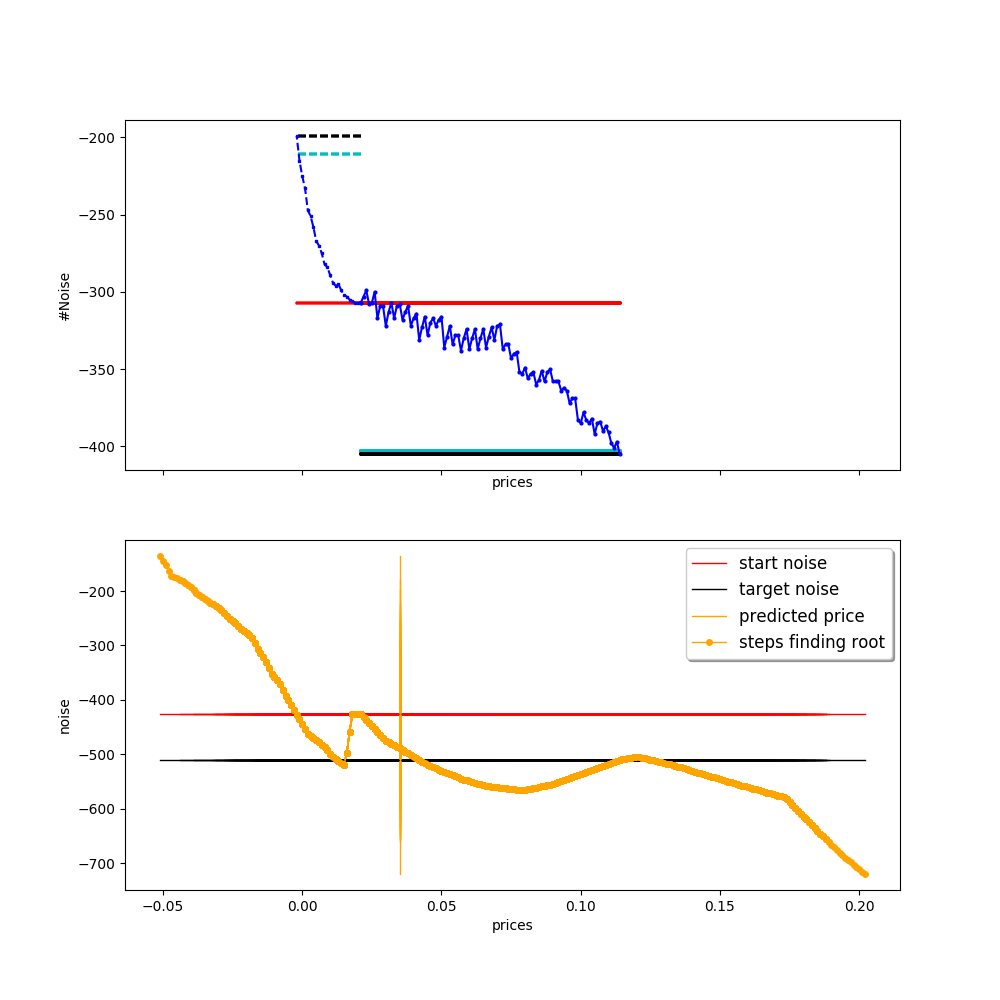 −200
−250
−300
−350
−400
#Noise
prices
−200
−300
−400
−500
−600
−700
noise
start noise
target noise
predicted price
steps finding root
−0.05 0.00 0.05 0.10 0.15 0.20
prices